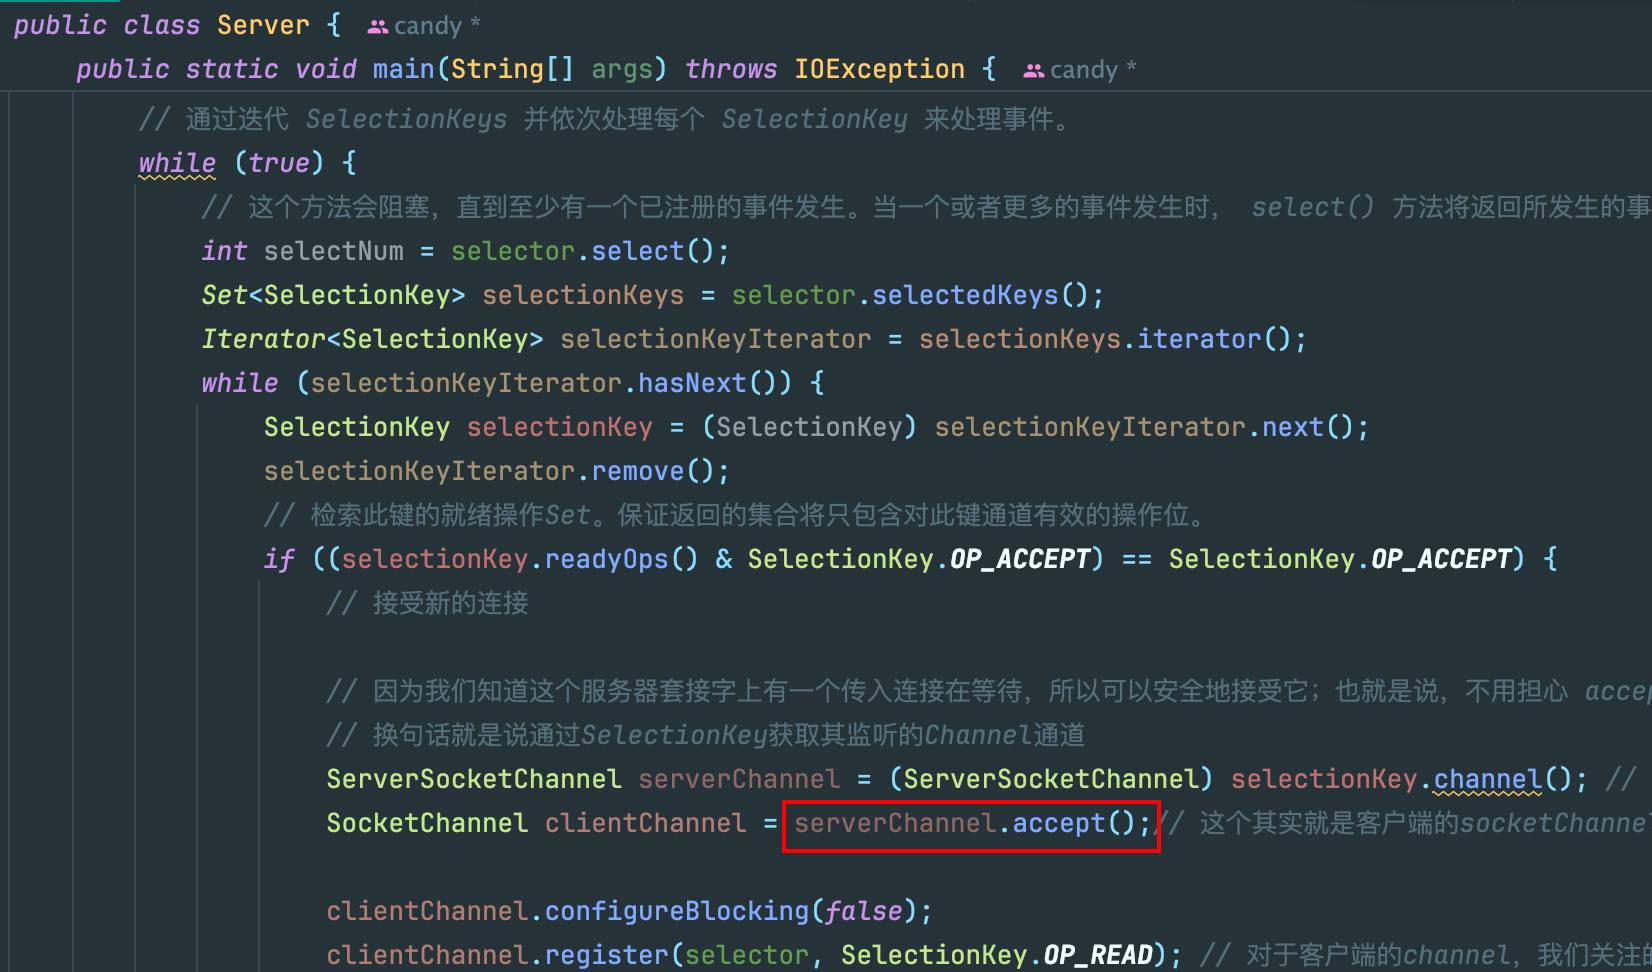 public class Server { candy *
public static void main(String[] args) throws IOException { candy *
// 通过迭代 SelectionKeys 并依次处理每个 SelectionKey 来处理事件。
while (true) {
// 这个方法会阻塞，直到至少有一个已注册的事件发生。当一个或者更多的事件发生时， select() 方法将返回所发生的事
int selectNum = selector.select();
Set<SelectionKey> selectionKeys = selector.selectedKeys();
Iterator<SelectionKey> selectionKeyIterator = selectionKeys.iterator();
while (selectionKeyIterator.hasNext()) {
SelectionKey selectionKey = (SelectionKey) selectionKeyIterator.next();
selectionKeyIterator.remove();
// 检索此键的就绪操作Set。保证返回的集合将只包含对此键通道有效的操作位。
if ((selectionKey.readyOps() & SelectionKey.OP_ACCEPT) == SelectionKey.OP_ACCEPT) {
// 接受新的连接
// 因为我们知道这个服务器套接字上有一个传入连接在等待，所以可以安全地接受它；也就是说，不用担心 accep
// 换句话就是说通过SelectionKey获取其监听的Channel通道
ServerSocketChannel serverChannel = (ServerSocketChannel) selectionKey.channel(); //
SocketChannel clientChannel = serverChannel.accept();// 这个其实就是客户端的socketChannel
clientChannel.configureBlocking(false);
clientChannel.register(selector, SelectionKey.OP_READ); // 对于客户端的channel，我们关注的